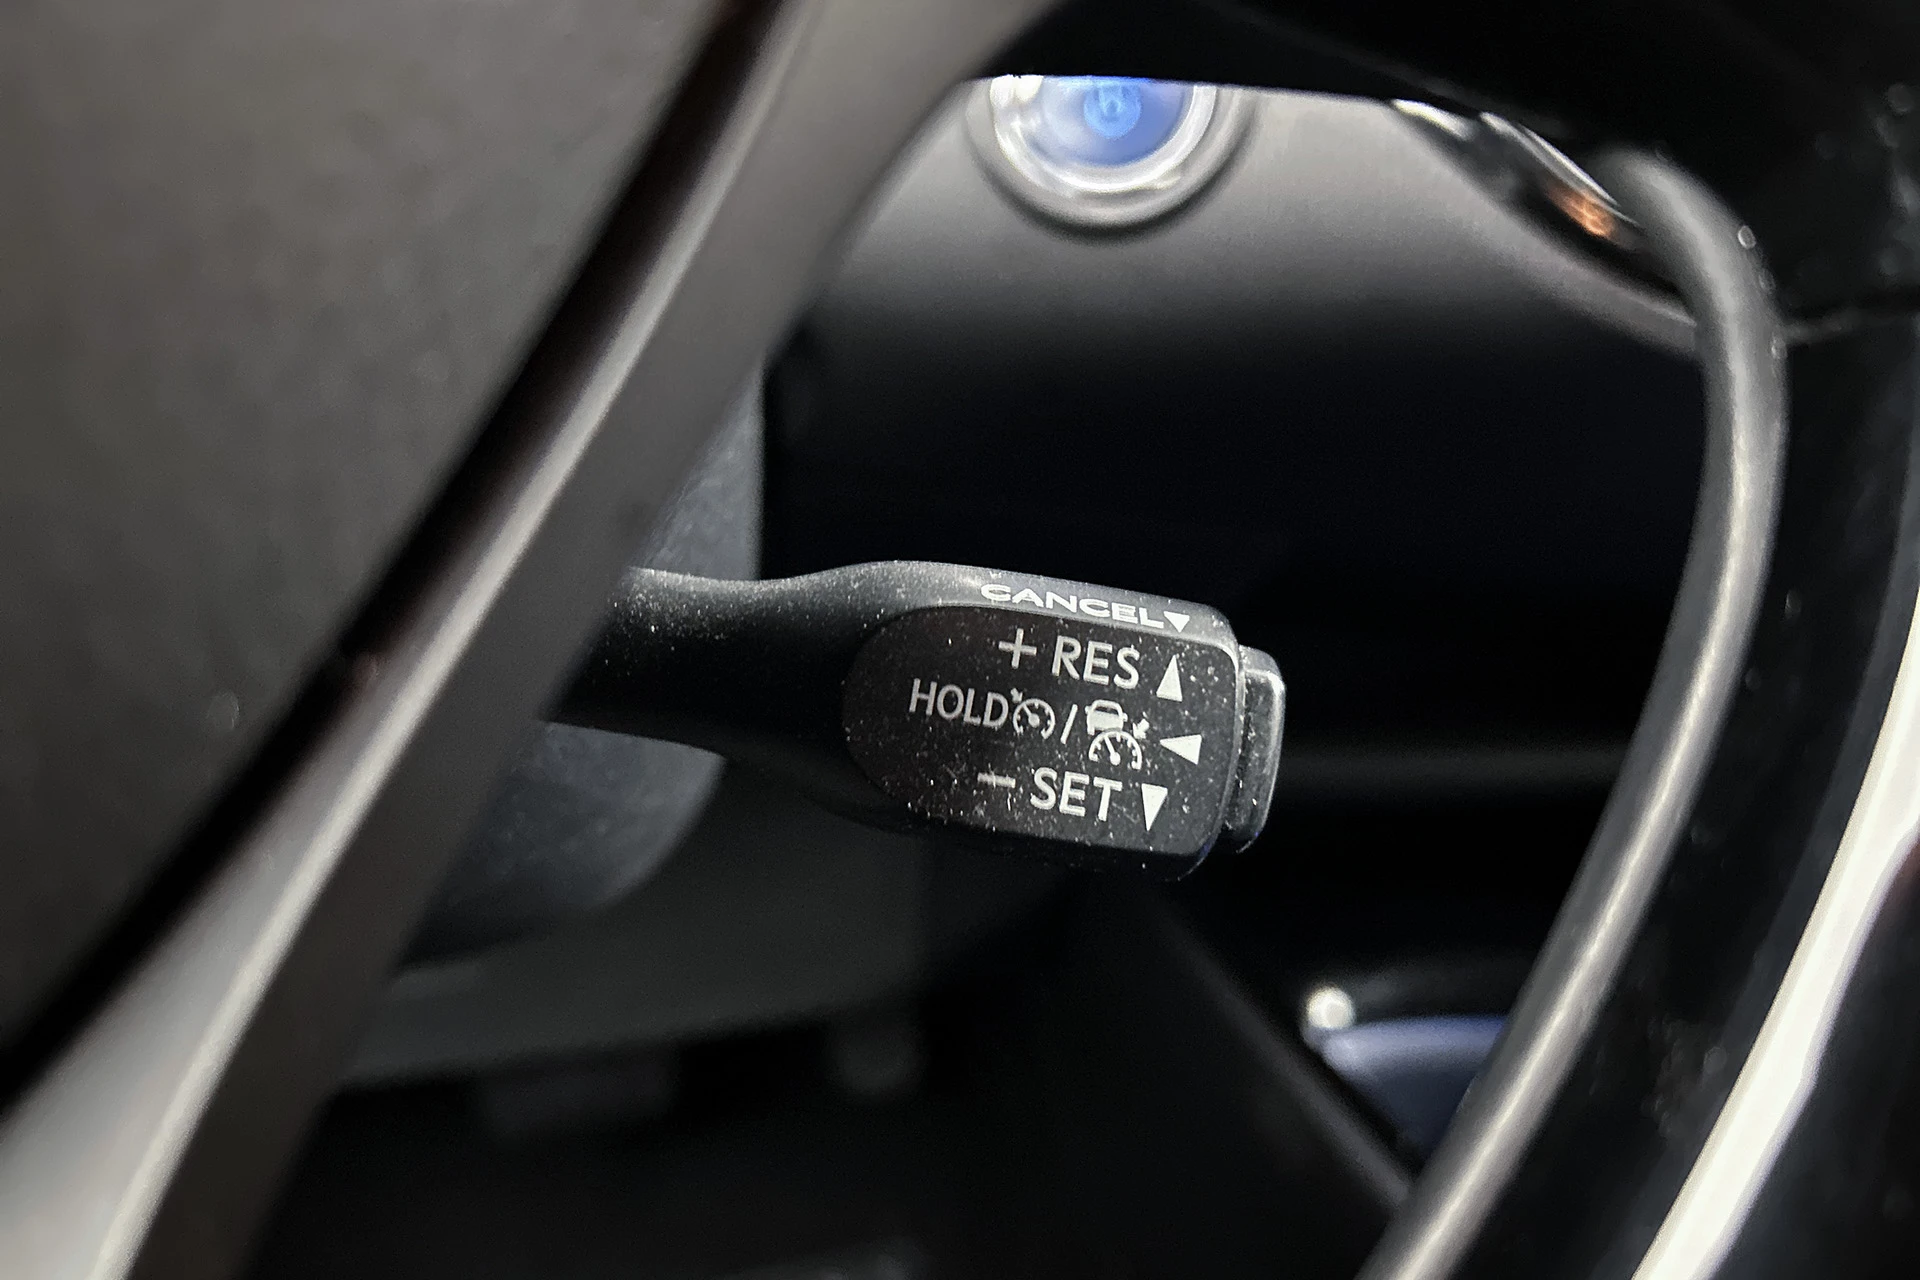 CANCEL▼
+ RES ▲
HOLD / ◀
− SET ▼